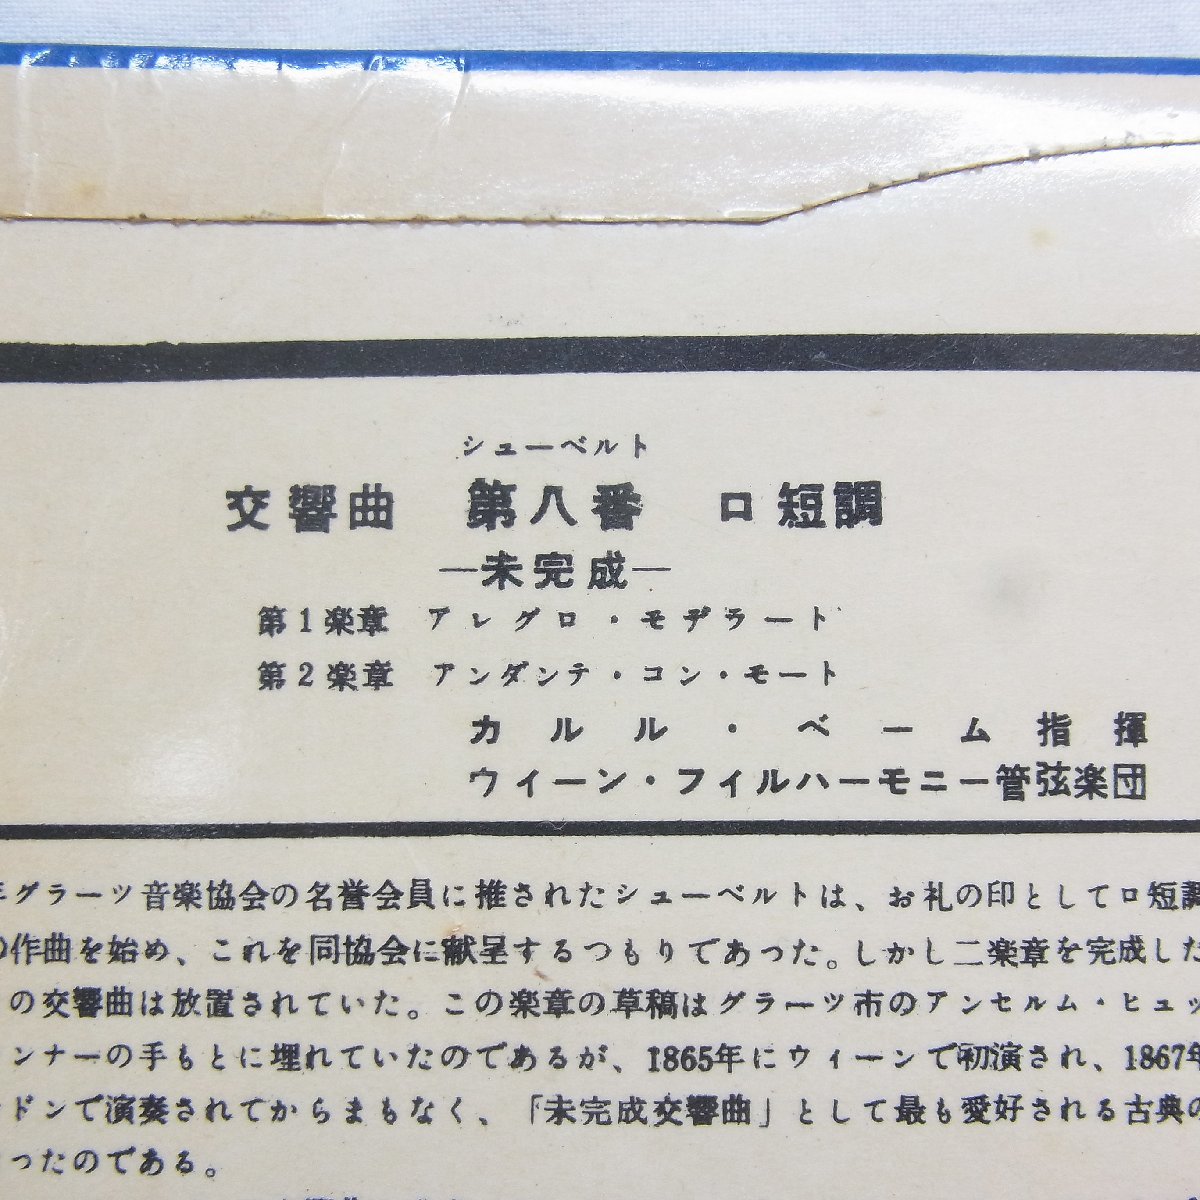 シューベルト
交響曲 第八番 ロ短調
―未完成―
第1楽章 アレグロ・モデラート
第2楽章 アンダンテ・コン・モート
カルル・ベーム指揮
ウィーン・フイルハーモニー管弦楽団
グラーツ音楽協会の名誉会員に推されたシューベルトは、お礼の印としてロ短調
の作曲を始め、これを同協会に献呈するつもりであった。しかし二楽章を完成した
の交響曲は放置されていた。この楽章の草稿はグラーツ市のアンセルム・ヒュッ
ンナーの手もとに埋れていたのであるが、1865年にウィーンで初演され、1867年
ドンで演奏されてからまもなく、「未完成交響曲」として最も愛好される古典の
ったのである。